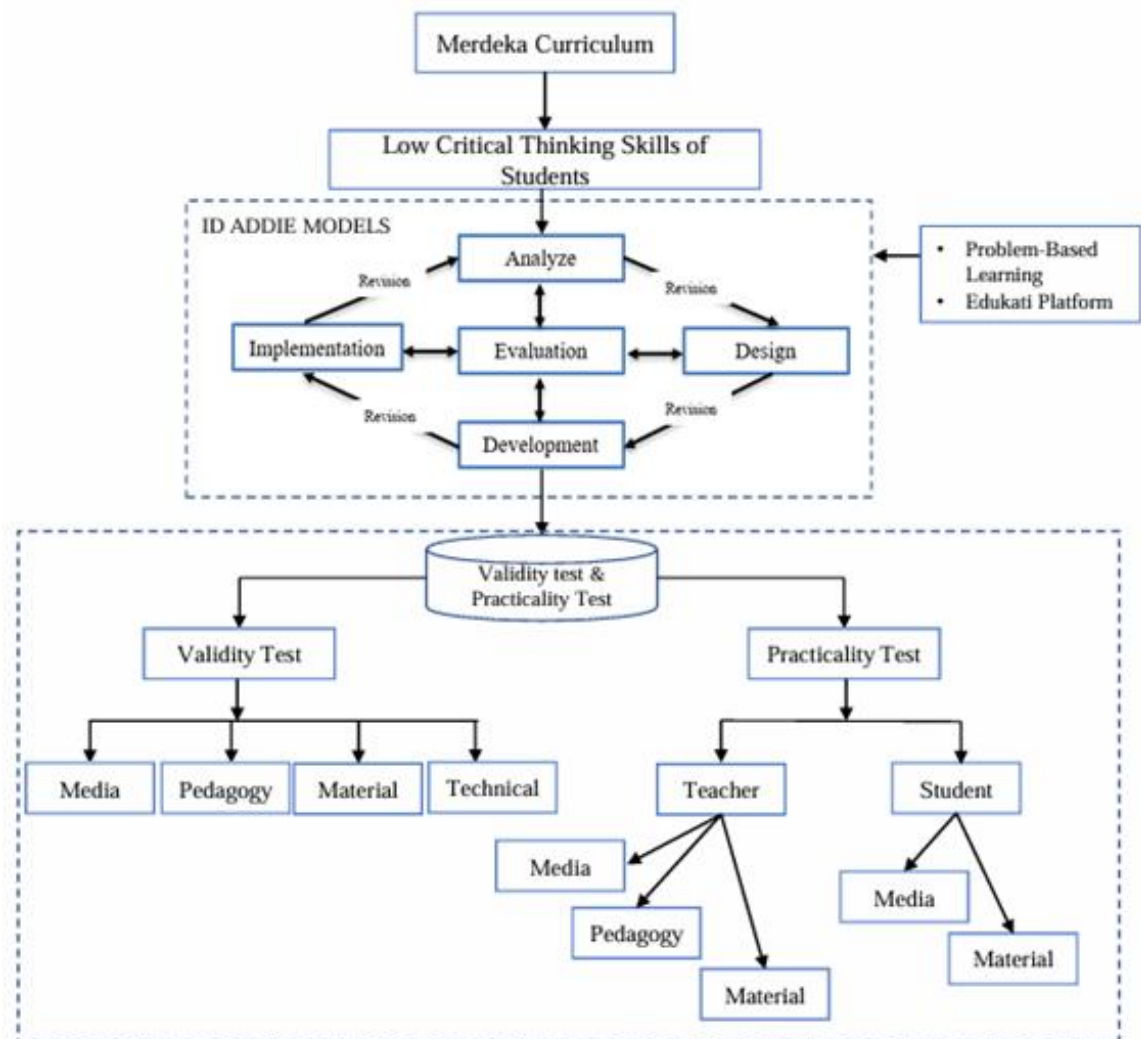 Merdeka Curriculum
Low Critical Thinking Skills of
Students
ID ADDIE MODELS
Analyze
Revision
Revision
• Problem-Based
Learning
• Edukati Platform
Implementation
Evaluation
Design
Revision
Revision
Development
Validity test &
Practicality Test
Validity Test
Practicality Test
Media
Pedagogy
Material
Technical
Teacher
Student
Media
Pedagogy
Material
Media
Material